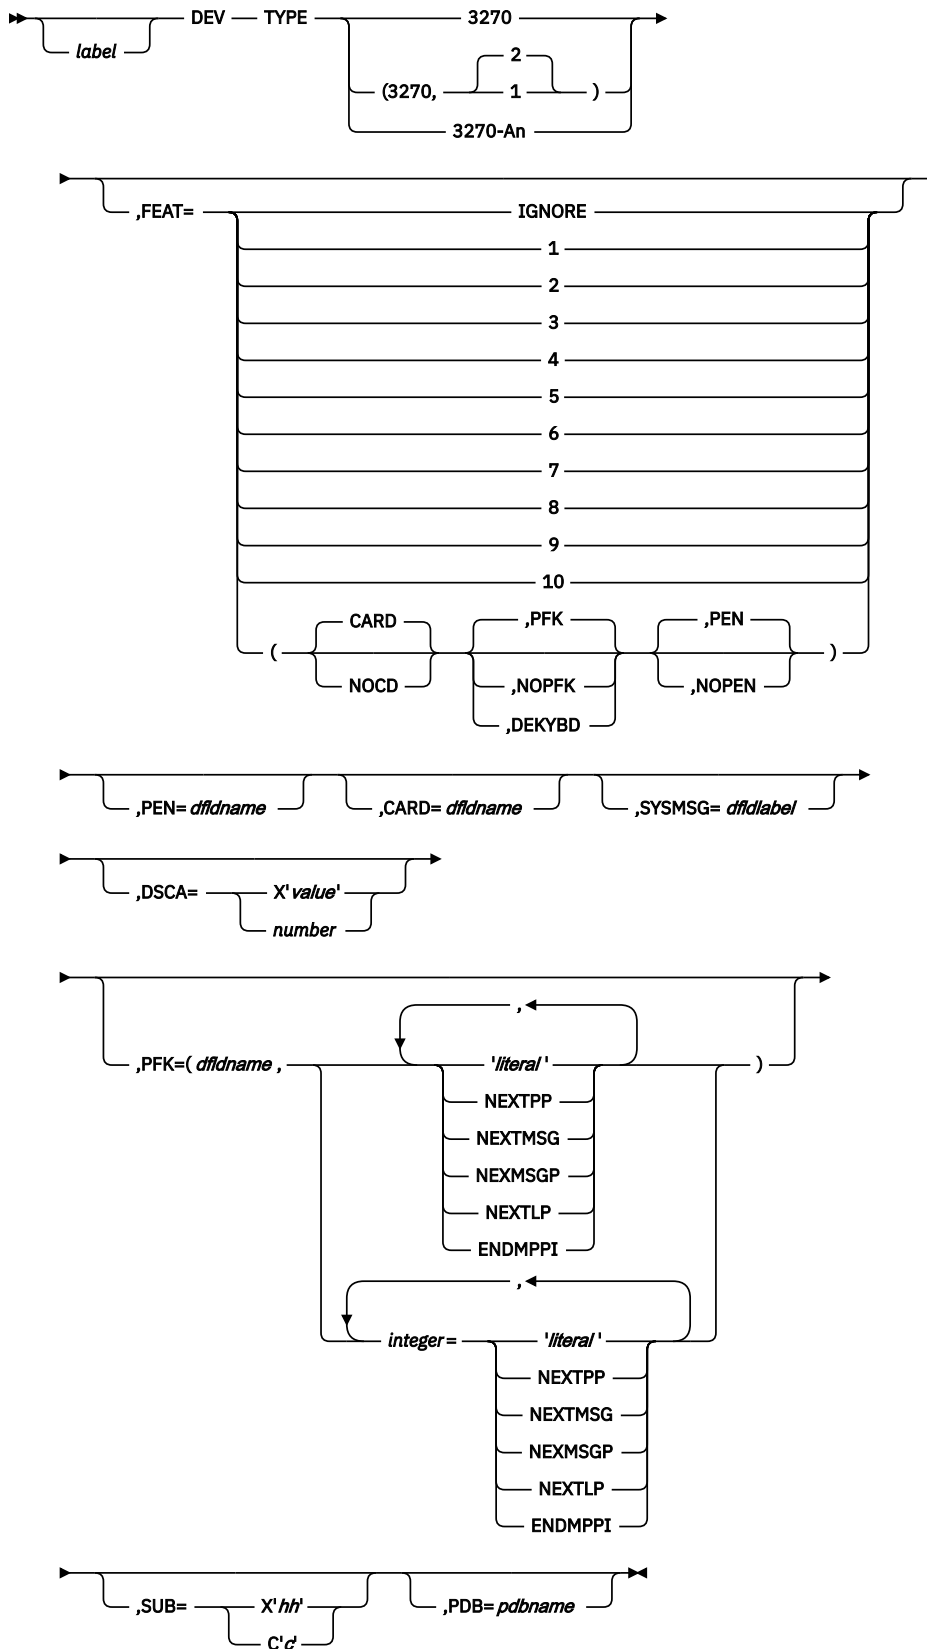 DEV TYPE 3270
label
2
(3270, 1 )
3270-An
,FEAT= IGNORE
1
2
3
4
5
6
7
8
9
10
CARD ,PFK ,PEN
( )
NOCD ,NOPFK ,NOPEN
,DEKYBD
,PEN= dfldname ,CARD= dfldname ,SYSMSG= dfldlabel
,DSCA= X'value'
number
,
,PFK=( dfldname , 'literal ' )
NEXTPP
NEXTMSG
NEXMSGP
NEXTLP
ENDMPPI
,
integer= 'literal '
NEXTPP
NEXTMSG
NEXMSGP
NEXTLP
ENDMPPI
,SUB= X'hh' ,PDB= pdbname
C'c'